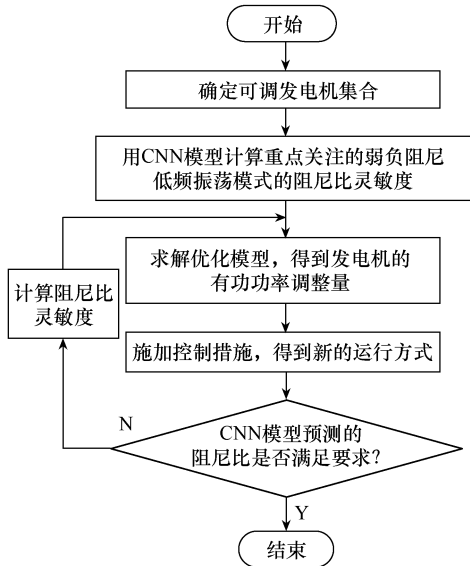 开始
确定可调发电机集合
用CNN模型计算重点关注的弱负阻尼
低频振荡模式的阻尼比灵敏度
求解优化模型，得到发电机的
有功功率调整量
计算阻尼比
灵敏度
施加控制措施，得到新的运行方式
N
CNN模型预测的
阻尼比是否满足要求?
Y
结束